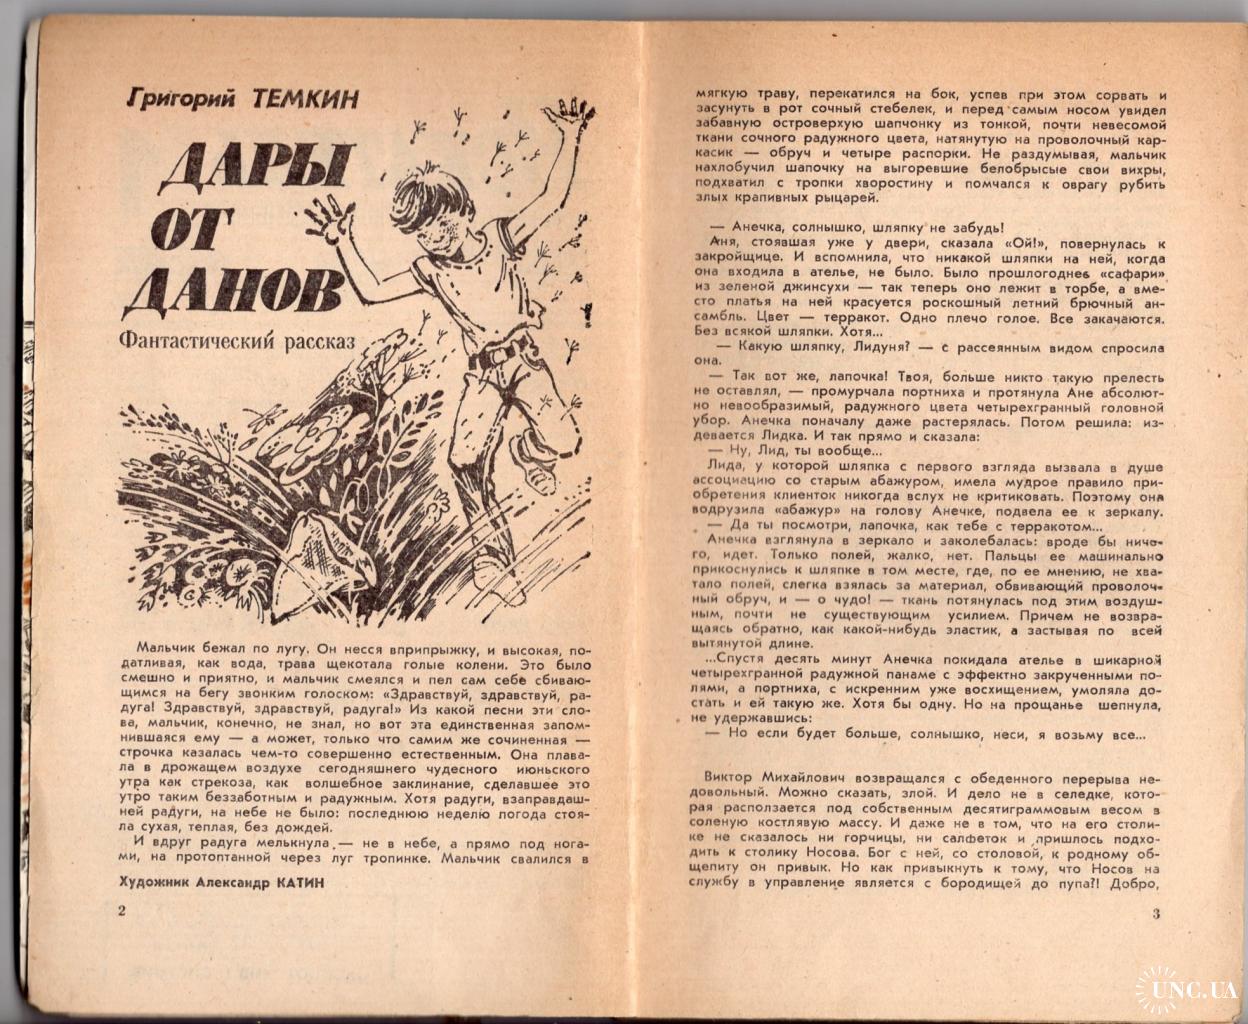 Григорий ТЕМКИН
ДАРЫ
ОТ
ДАНОВ
Фантастический рассказ
Мальчик бежал по лугу. Он несся вприпрыжку, и высокая, по-
датливая, как вода, трава щекотала голые колени. Это было
смешно и приятно, и мальчик смеялся и пел сам себе сбиваю-
щимся на бегу звонким голоском: «Здравствуй, здравствуй, ра-
дуга! Здравствуй, здравствуй, радуга!» Из какой песни эти сло-
ва, мальчик, конечно, не знал, но вот эта единственная запом-
нившаяся ему — а может, только что самим же сочиненная —
строчка казалась чем-то совершенно естественным. Она плава-
ла в дрожащем воздухе сегодняшнего чудесного июньского
утра как стрекоза, как волшебное заклинание, сделавшее это
утро таким беззаботным и радужным. Хотя радуги, взаправдаш-
ней радуги, на небе не было: последнюю неделю погода стоя-
ла сухая, теплая, без дождей.
И вдруг радуга мелькнула — не в небе, а прямо под нога-
ми, на протоптанной через луг тропинке. Мальчик свалился в
Художник Александр КАТИН
2
мягкую траву, перекатился на бок, успев при этом сорвать и
засунуть в рот сочный стебелек, и перед самым носом увидел
забавную островерхую шапчонку из тонкой, почти невесомой
ткани сочного радужного цвета, натянутую на проволочный кар-
касик — обруч и четыре распорки. Не раздумывая, мальчик
нахлобучил шапочку на выгоревшие белобрысые свои вихры,
подхватил с тропки хворостину и помчался к оврагу рубить
злых крапивных рыцарей.
— Анечка, солнышко, шляпку не забудь!
Аня, стоявшая уже у двери, сказала «Ой!», повернулась к
закройщице. И вспомнила, что никакой шляпки на ней, когда
она входила в ателье, не было. Было прошлогоднее «сафари»
из зеленой джинсухи — так теперь оно лежит в торбе, а вме-
сто платья на ней красуется роскошный летний брючный ан-
самбль. Цвет — терракот. Одно плечо голое. Все закачаются.
Без всякой шляпки. Хотя...
— Какую шляпку, Лидуня? — с рассеянным видом спросила
она.
— Так вот же, лапочка! Твоя, больше никто такую прелесть
не оставлял, — промурчала портниха и протянула Ане абсолют-
но невообразимый, радужного цвета четырехгранный головной
убор. Анечка поначалу даже растерялась. Потом решила: из-
девается Лидка. И так прямо и сказала:
— Ну, Лид, ты вообще...
Лида, у которой шляпка с первого взгляда вызвала в душе
ассоциацию со старым абажуром, имела мудрое правило при-
обретения клиенток никогда вслух не критиковать. Поэтому она
водрузила «абажур» на голову Анечке, подвела ее к зеркалу.
— Да ты посмотри, лапочка, как тебе с терракотом...
Анечка взглянула в зеркало и заколебалась: вроде бы ниче-
го, идет. Только полей, жалко, нет. Пальцы ее машинально
прикоснулись к шляпке в том месте, где, по ее мнению, не хва-
тало полей, слегка взялась за материал, обвивающий проволоч-
ный обруч, и — о чудо! — ткань потянулась под этим воздуш-
ным, почти не существующим усилием. Причем не возвра-
щаясь обратно, как какой-нибудь эластик, а застывая по всей
вытянутой длине.
...Спустя десять минут Анечка покидала ателье в шикарной
четырехгранной радужной панаме с эффектно закрученными по-
лями, а портниха, с искренним уже восхищением, умоляла до-
стать и ей такую же. Хотя бы одну. Но на прощанье шепнула,
не удержавшись:
— Но если будет больше, солнышко, неси, я возьму все...
Виктор Михайлович возвращался с обеденного перерыва не-
довольный. Можно сказать, злой. И дело не в селедке, кото-
рая расползается под собственным десятиграммовым весом в
соленую костлявую массу. И даже не в том, что на его столи-
ке не сказалось ни горчицы, ни салфеток и пришлось подхо-
дить к столику Носова. Бог с ней, со столовой, к родному об-
щепиту он привык. Но как привыкнуть к тому, что Носов на
службу в управление является с бородищей до пупа?! Добро,
3
UNC.UA